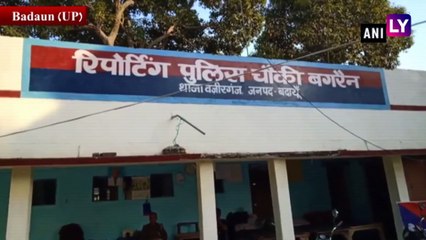 Badaun (UP)
ANI
LY
रिपोर्टिंग पुलिस चौकी बगरैन
थाना वजीरगंज, जनपद-बदायूँ